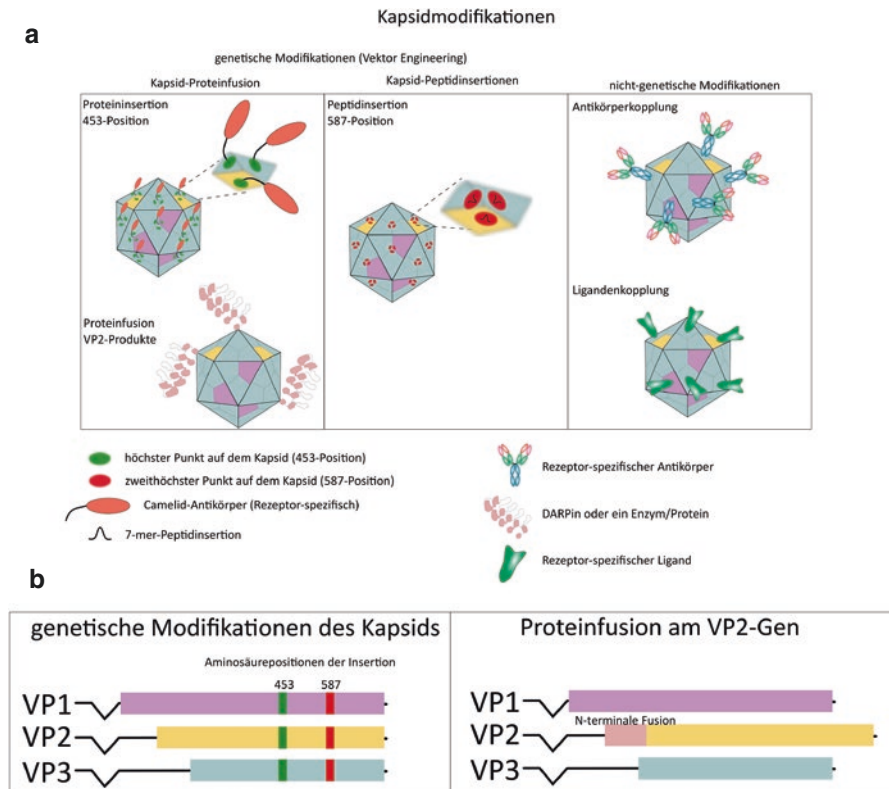 Kapsidmodifikationen
a
genetische Modifikationen (Vektor Engineering)
Kapsid-Proteinfusion
Kapsid-Peptidinsertionen
nicht-genetische Modifikationen
Proteininsertion
453-Position
Peptidinsertion
587-Position
Antikörperkopplung
Proteinfusion
VP2-Produkte
Ligandenkopplung
höchster Punkt auf dem Kapsid (453-Position)
zweithöchster Punkt auf dem Kapsid (587-Position)
Camelid-Antikörper (Rezeptor-spezifisch)
7-mer-Peptidinsertion
Rezeptor-spezifischer Antikörper
DARPin oder ein Enzym/Protein
Rezeptor-spezifischer Ligand
b
genetische Modifikationen des Kapsids
Aminosäurepositionen der Insertion
453 587
VP1
VP2
VP3
Proteinfusion am VP2-Gen
VP1
N-terminale Fusion
VP2
VP3